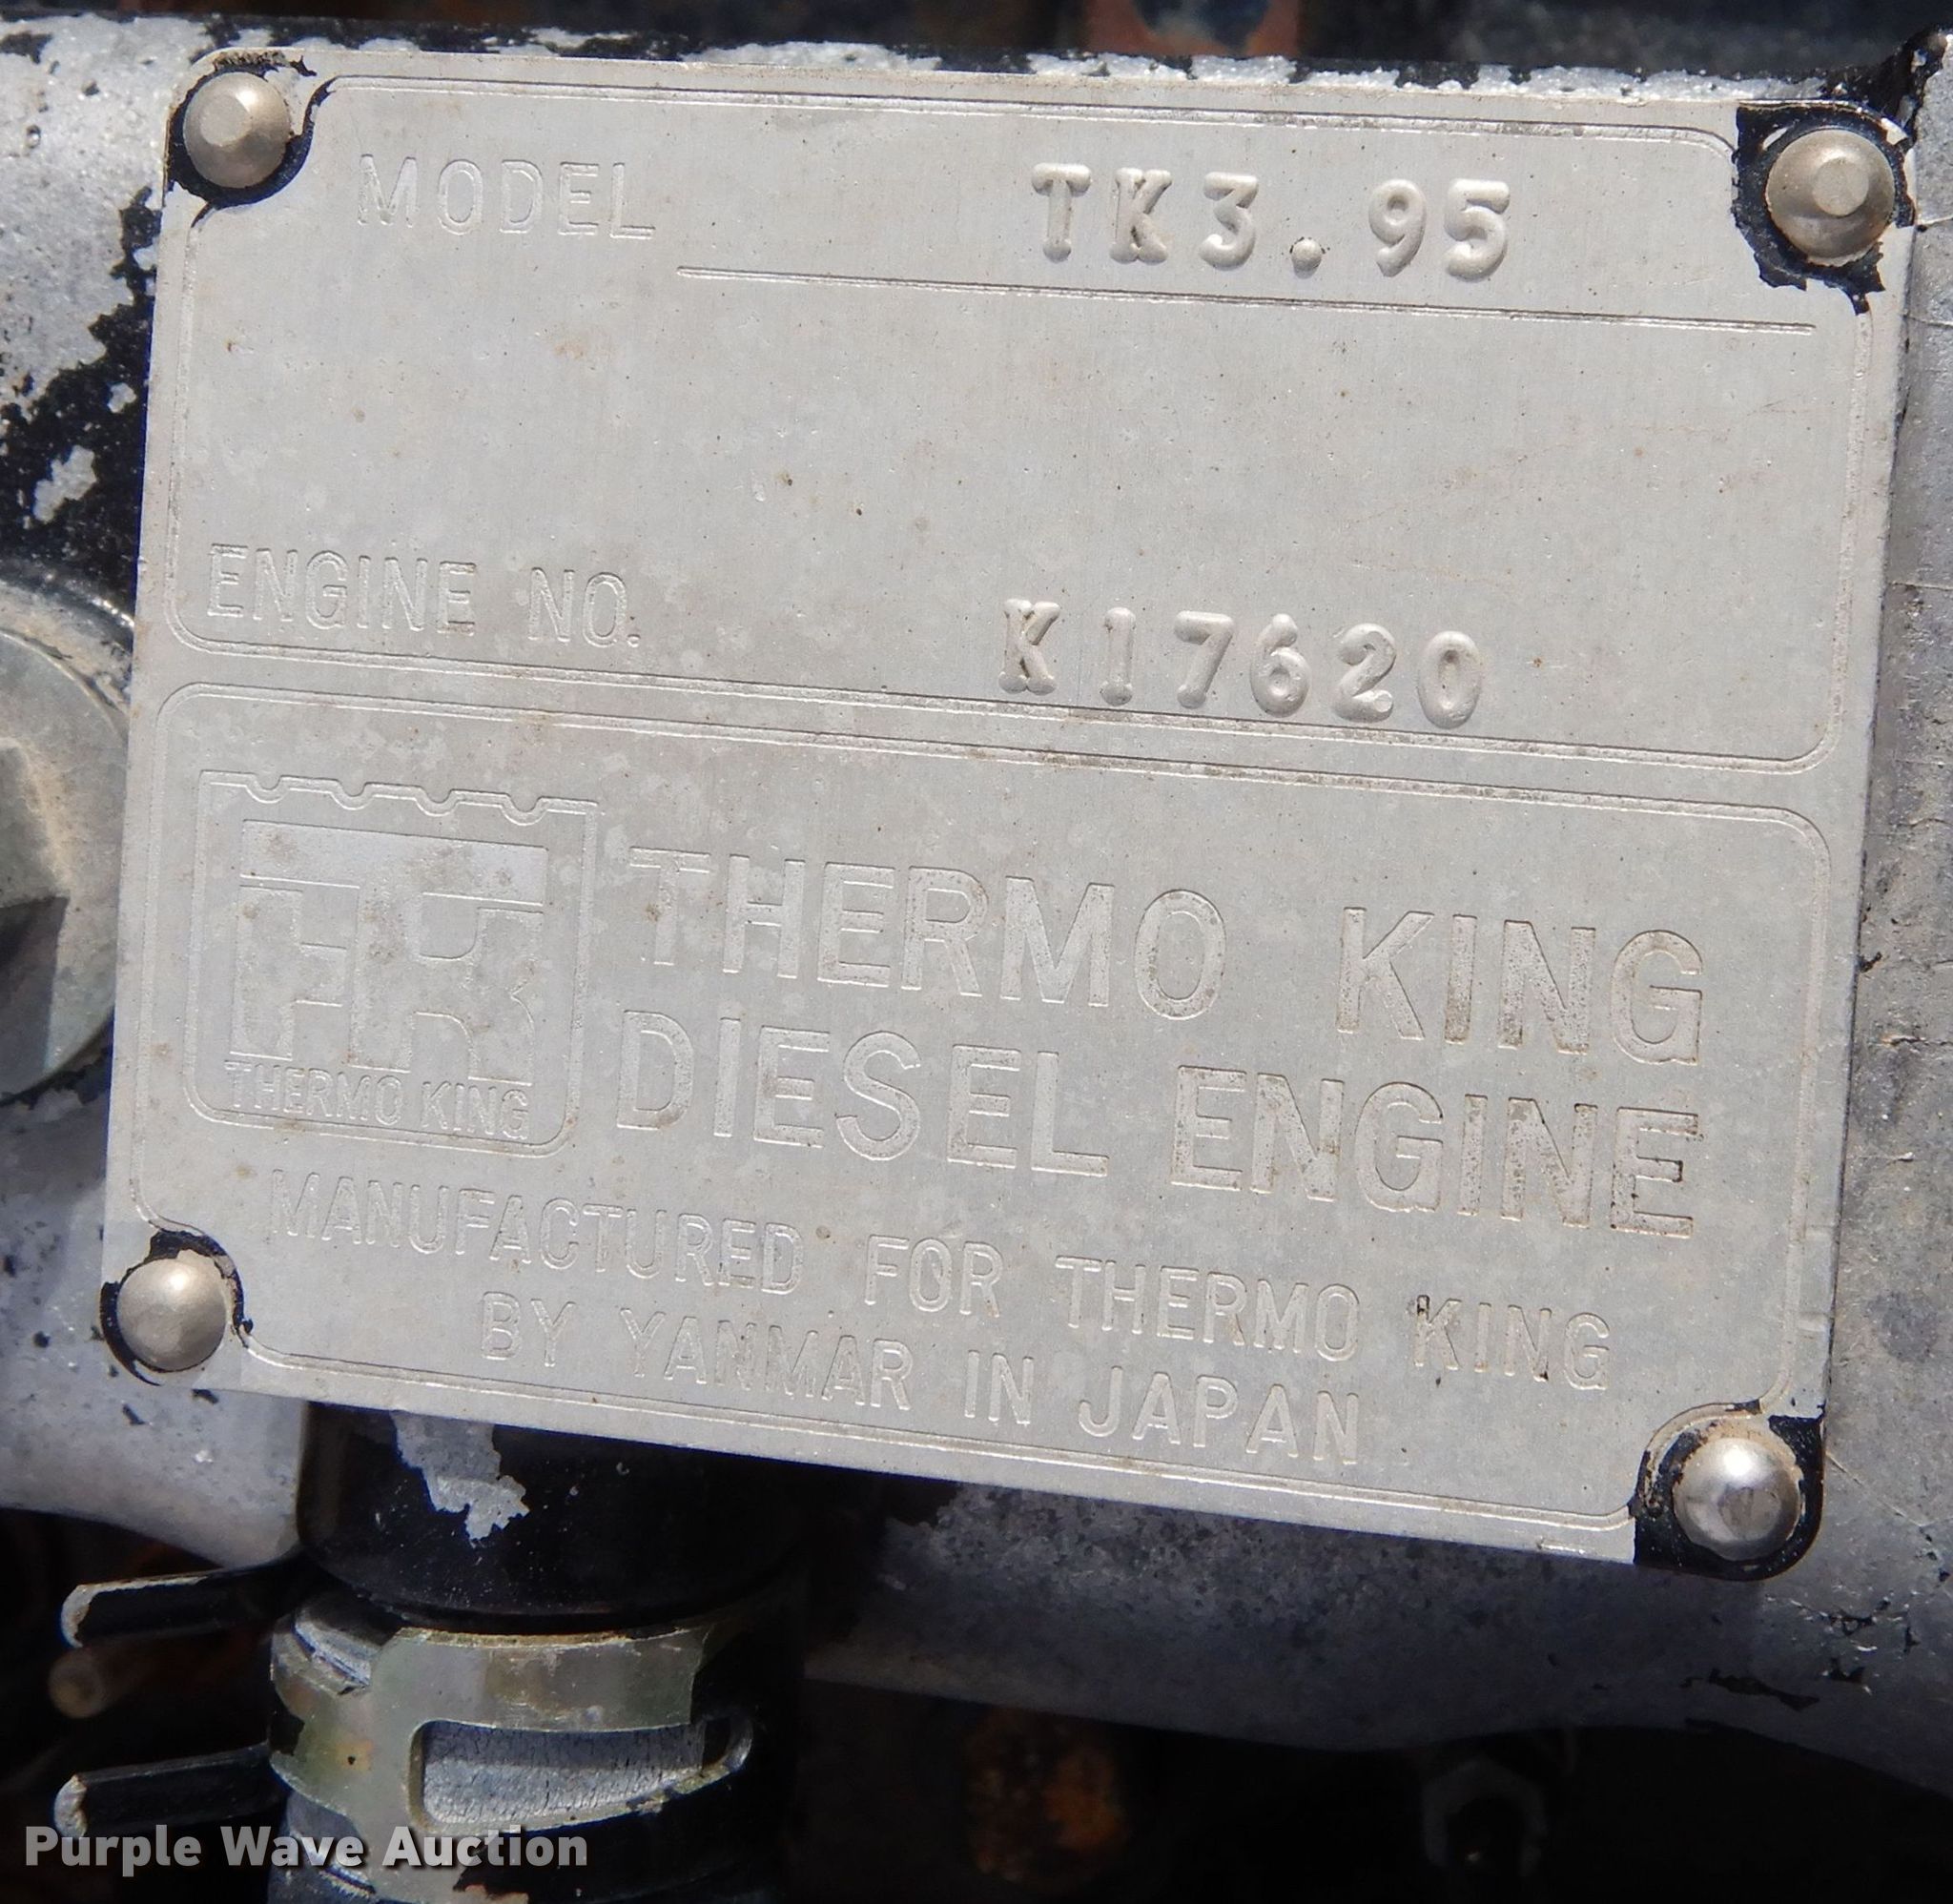 MODEL TK3.95
ENGINE NO. K17620
TK
THERMO KING
THERMO KING
DIESEL ENGINE
MANUFACTURED FOR THERMO KING
BY YANMAR IN JAPAN
Purple Wave Auction